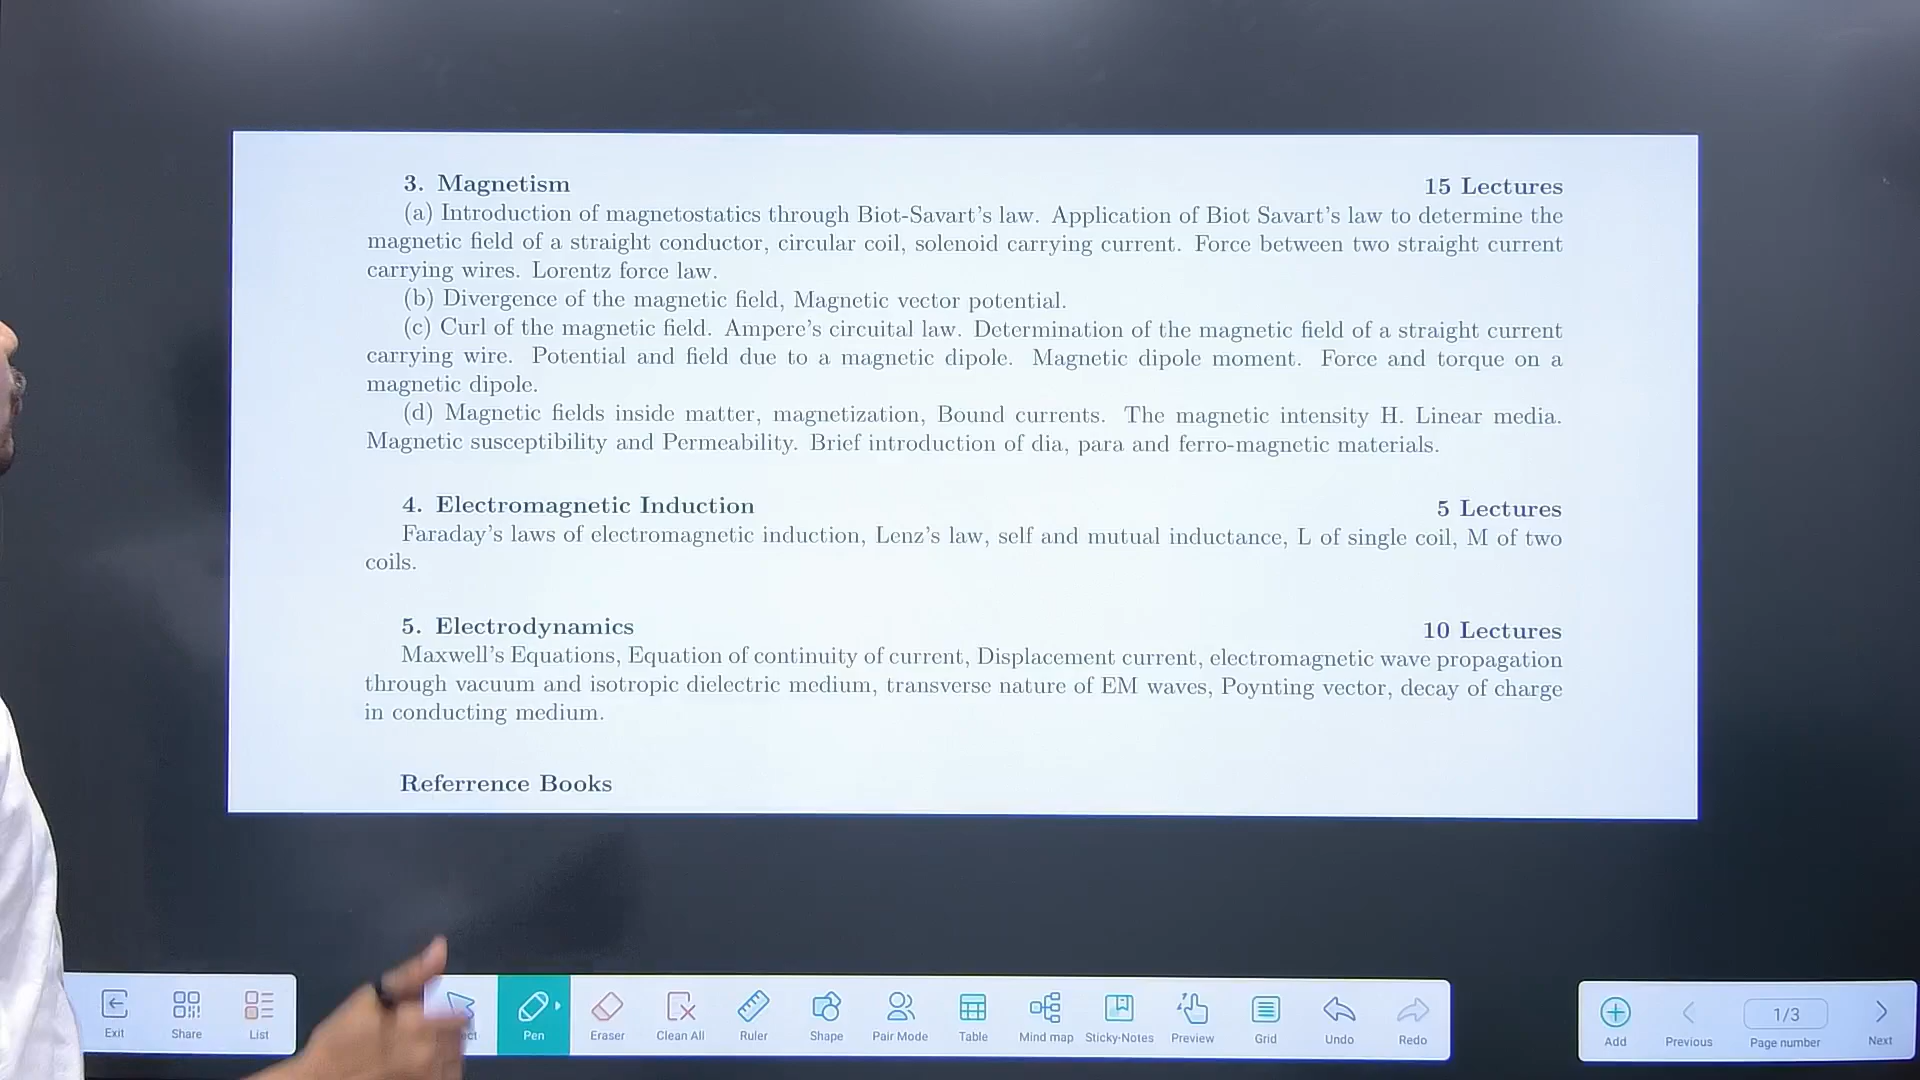 3. Magnetism 15 Lectures
(a) Introduction of magnetostatics through Biot-Savart's law. Application of Biot Savart's law to determine the
magnetic field of a straight conductor, circular coil, solenoid carrying current. Force between two straight current
carrying wires. Lorentz force law.
(b) Divergence of the magnetic field, Magnetic vector potential.
(c) Curl of the magnetic field. Ampere's circuital law. Determination of the magnetic field of a straight current
carrying wire. Potential and field due to a magnetic dipole. Magnetic dipole moment. Force and torque on a
magnetic dipole.
(d) Magnetic fields inside matter, magnetization, Bound currents. The magnetic intensity H. Linear media.
Magnetic susceptibility and Permeability. Brief introduction of dia, para and ferro-magnetic materials.
4. Electromagnetic Induction 5 Lectures
Faraday's laws of electromagnetic induction, Lenz's law, self and mutual inductance, L of single coil, M of two
coils.
5. Electrodynamics 10 Lectures
Maxwell's Equations, Equation of continuity of current, Displacement current, electromagnetic wave propagation
through vacuum and isotropic dielectric medium, transverse nature of EM waves, Poynting vector, decay of charge
in conducting medium.
Referrence Books
Exit Share List Pen Eraser Clean All Ruler Shape Pair Mode Table Mind map Sticky-Notes Preview Grid Undo Redo Add Previous 1/3 Page number Next